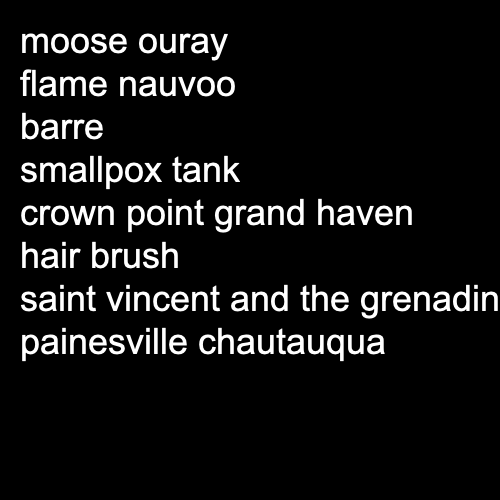 moose ouray
flame nauvoo
barre
smallpox tank
crown point grand haven
hair brush
saint vincent and the grenadin
painesville chautauqua